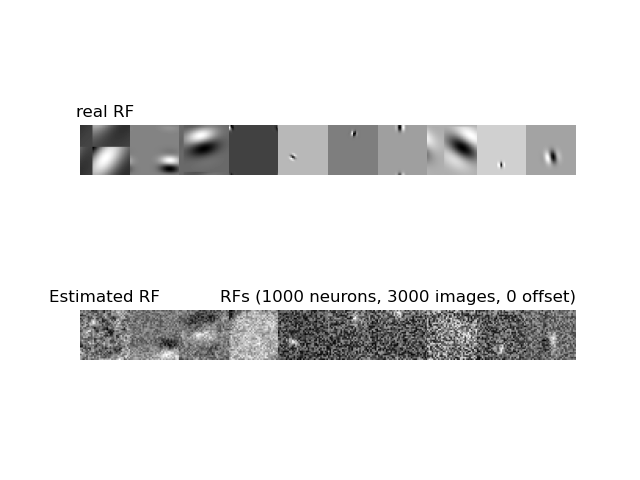 real RF
Estimated RF
RFs (1000 neurons, 3000 images, 0 offset)